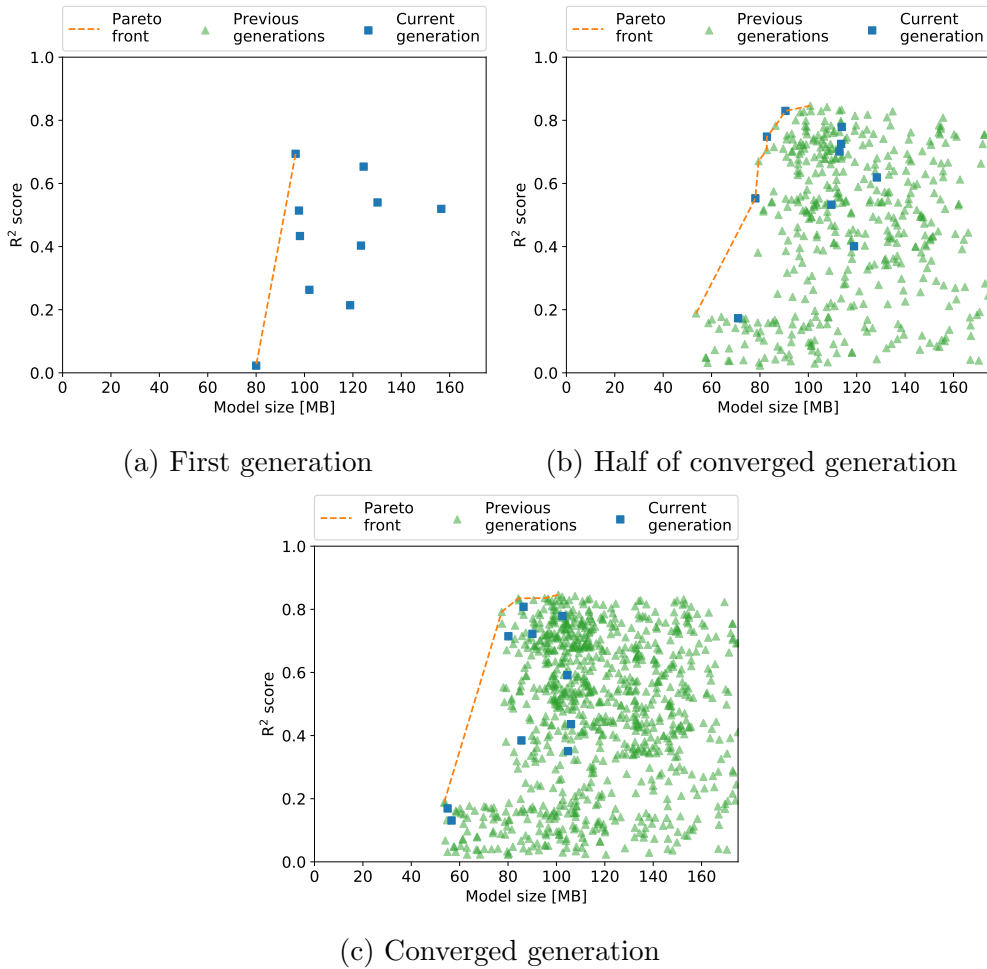 Pareto front
Previous generations
Current generation
1.0
0.8
0.6
0.4
0.2
0.0
R² score
0 20 40 60 80 100 120 140 160
Model size [MB]
(a) First generation
Pareto front
Previous generations
Current generation
1.0
0.8
0.6
0.4
0.2
0.0
R² score
0 20 40 60 80 100 120 140 160
Model size [MB]
(b) Half of converged generation
Pareto front
Previous generations
Current generation
1.0
0.8
0.6
0.4
0.2
0.0
R² score
0 20 40 60 80 100 120 140 160
Model size [MB]
(c) Converged generation